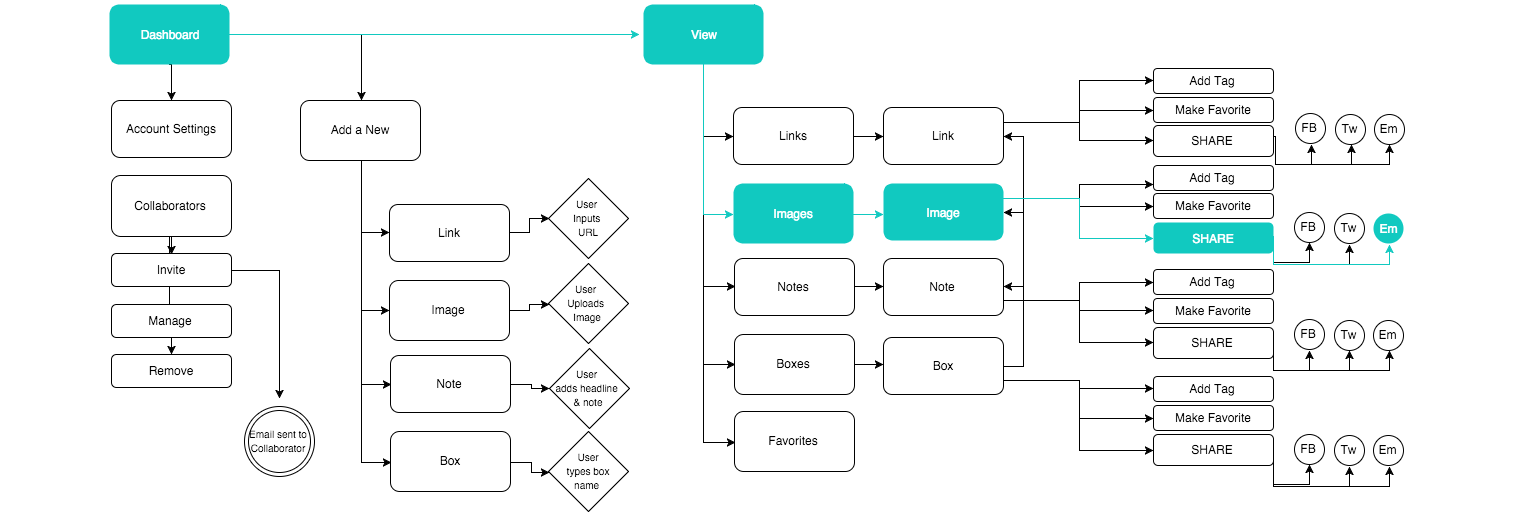 Dashboard
View
Account Settings
Add a New
Collaborators
Invite
Manage
Remove
Email sent to
Collaborator
Link
User
Inputs
URL
Image
User
Uploads
Image
Note
User
adds headline
& note
Box
User
types box
name
Links
Link
Images
Image
Notes
Note
Boxes
Box
Favorites
Add Tag
Make Favorite
SHARE
FB
Tw
Em
Add Tag
Make Favorite
SHARE
FB
Tw
Em
Add Tag
Make Favorite
SHARE
FB
Tw
Em
Add Tag
Make Favorite
SHARE
FB
Tw
Em